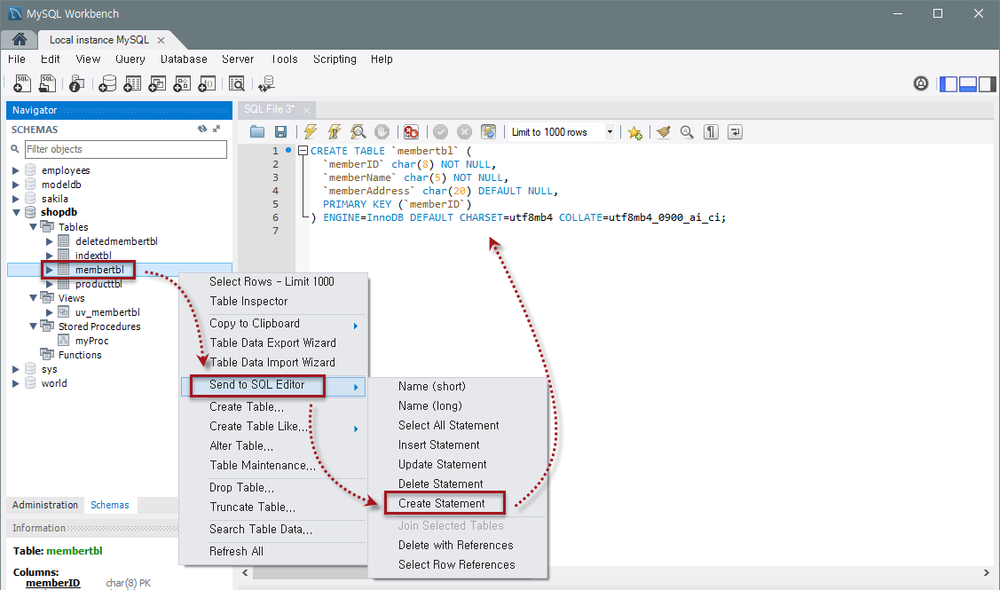 MySQL Workbench
Local instance MySQL
File Edit View Query Database Server Tools Scripting Help
Navigator
SCHEMAS
Filter objects
employees
modeldb
sakila
shopdb
Tables
deletedmembertbl
indextbl
membertbl
producttbl
Views
uv_membertbl
Stored Procedures
myProc
Functions
sys
world
Administration Schemas
Information
Table: membertbl
Columns:
memberID char(8) PK
SQL File 3*
Limit to 1000 rows
1 CREATE TABLE `membertbl` (
2 `memberID` char(8) NOT NULL,
3 `memberName` char(5) NOT NULL,
4 `memberAddress` char(20) DEFAULT NULL,
5 PRIMARY KEY (`memberID`)
6 ) ENGINE=InnoDB DEFAULT CHARSET=utf8mb4 COLLATE=utf8mb4_0900_ai_ci;
7
Select Rows - Limit 1000
Table Inspector
Copy to Clipboard
Table Data Export Wizard
Table Data Import Wizard
Send to SQL Editor
Create Table...
Create Table Like...
Alter Table...
Table Maintenance...
Drop Table...
Truncate Table...
Search Table Data...
Refresh All
Name (short)
Name (long)
Select All Statement
Insert Statement
Update Statement
Delete Statement
Create Statement
Join Selected Tables
Delete with References
Select Row References